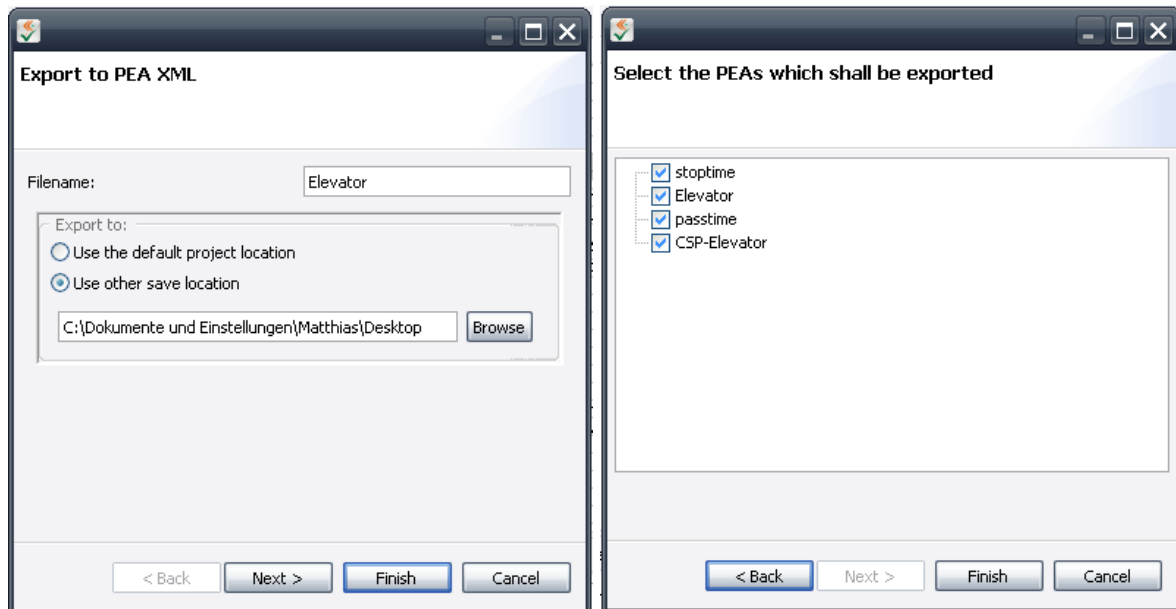 Export to PEA XML
Filename: Elevator
Export to:
Use the default project location
Use other save location
C:\Dokumente und Einstellungen\Matthias\Desktop Browse
< Back Next > Finish Cancel
Select the PEAs which shall be exported
stoptime
Elevator
passtime
CSP-Elevator
< Back Next > Finish Cancel